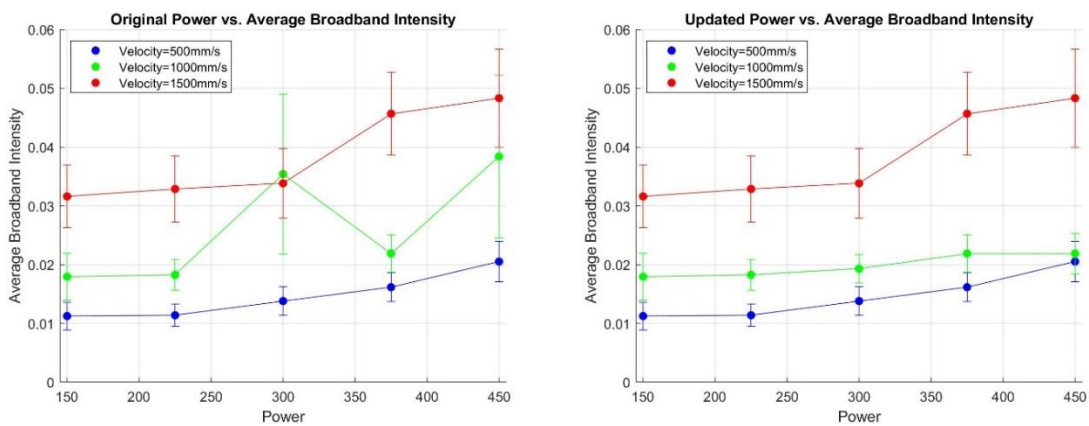 Original Power vs. Average Broadband Intensity
0.06
0.05
0.04
0.03
0.02
0.01
0
Average Broadband Intensity
Velocity=500mm/s
Velocity=1000mm/s
Velocity=1500mm/s
150 200 250 300 350 400 450
Power
Updated Power vs. Average Broadband Intensity
0.06
0.05
0.04
0.03
0.02
0.01
0
Average Broadband Intensity
Velocity=500mm/s
Velocity=1000mm/s
Velocity=1500mm/s
150 200 250 300 350 400 450
Power